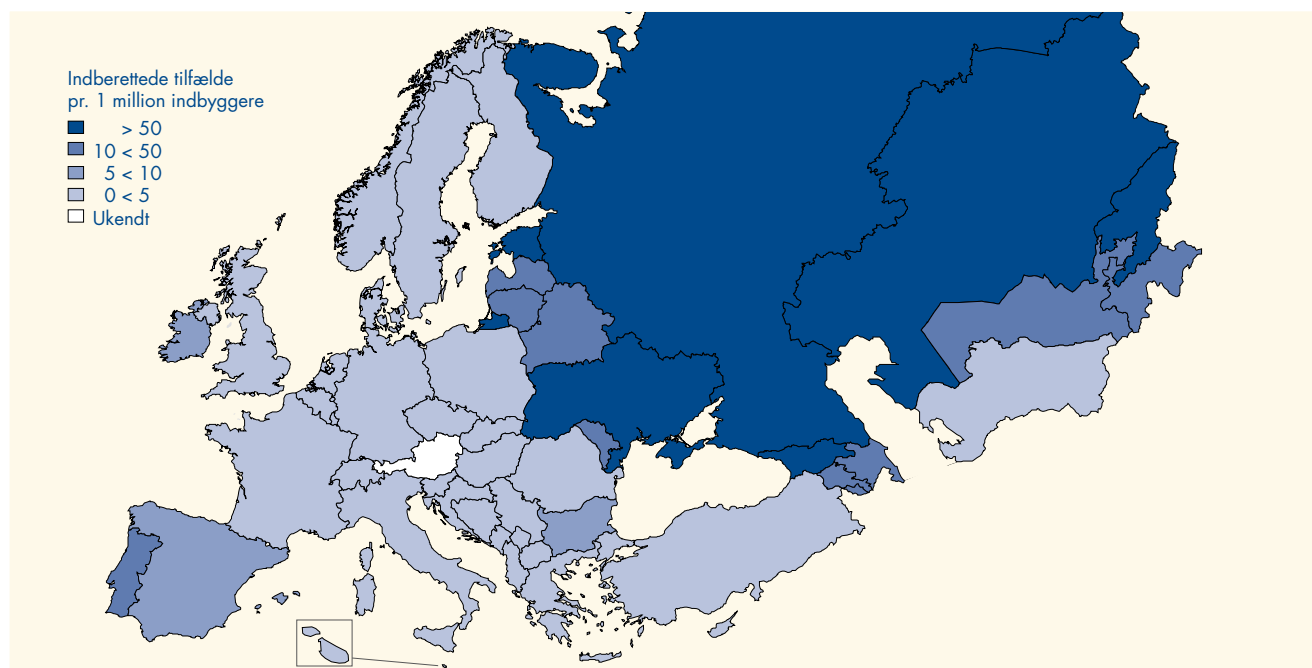 Indberettede tilfælde
pr. 1 million indbyggere
> 50
10 < 50
5 < 10
0 < 5
Ukendt